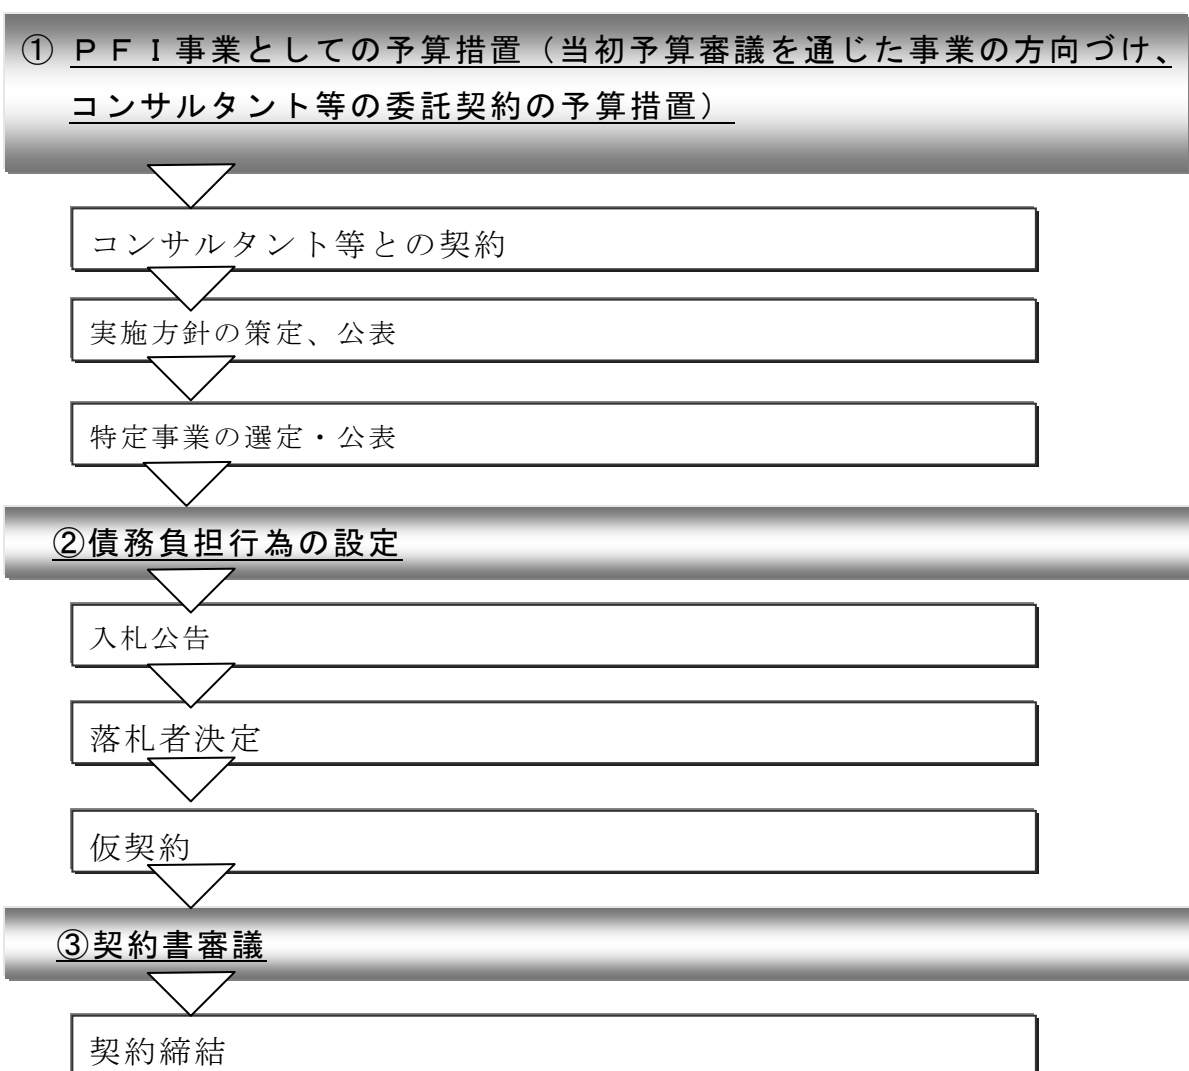 ① ＰＦＩ事業としての予算措置（当初予算審議を通じた事業の方向づけ、
コンサルタント等の委託契約の予算措置）
コンサルタント等との契約
実施方針の策定、公表
特定事業の選定・公表
②債務負担行為の設定
入札公告
落札者決定
仮契約
③契約書審議
契約締結